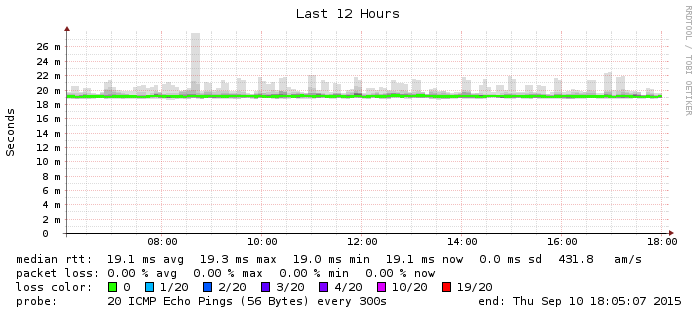 Last 12 Hours
RRDTOOL / TOBI OETIKER
Seconds
26 m
24 m
22 m
20 m
18 m
16 m
14 m
12 m
10 m
8 m
6 m
4 m
2 m
0
08:00 10:00 12:00 14:00 16:00 18:00
median rtt: 19.1 ms avg 19.3 ms max 19.0 ms min 19.1 ms now 0.0 ms sd 431.8 am/s
packet loss: 0.00 % avg 0.00 % max 0.00 % min 0.00 % now
loss color: 0 1/20 2/20 3/20 4/20 10/20 19/20
probe: 20 ICMP Echo Pings (56 Bytes) every 300s end: Thu Sep 10 18:05:07 2015